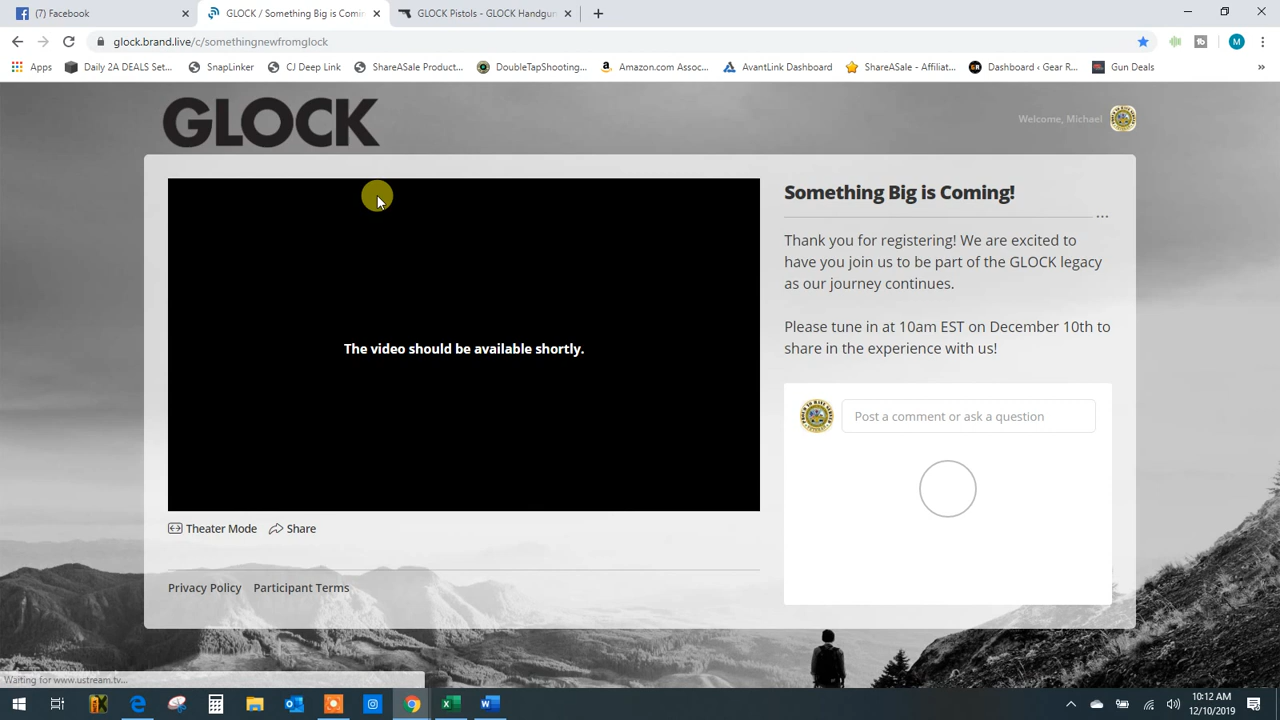 (7) Facebook
GLOCK / Something Big is Comin
GLOCK Pistols - GLOCK Handgun
glock.brand.live/c/somethingnewfromglock
M
Apps
Daily 2A DEALS Set...
SnapLinker
CJ Deep Link
ShareASale Product...
DoubleTapShooting...
Amazon.com Assoc...
AvantLink Dashboard
ShareASale - Affiliat...
Dashboard ‹ Gear R...
Gun Deals
»
GLOCK
Welcome, Michael
Something Big is Coming!
...
Thank you for registering! We are excited to
have you join us to be part of the GLOCK legacy
as our journey continues.
Please tune in at 10am EST on December 10th to
share in the experience with us!
The video should be available shortly.
Post a comment or ask a question
Theater Mode
Share
Privacy Policy
Participant Terms
Waiting for www.ustream.tv...
10:12 AM
12/10/2019